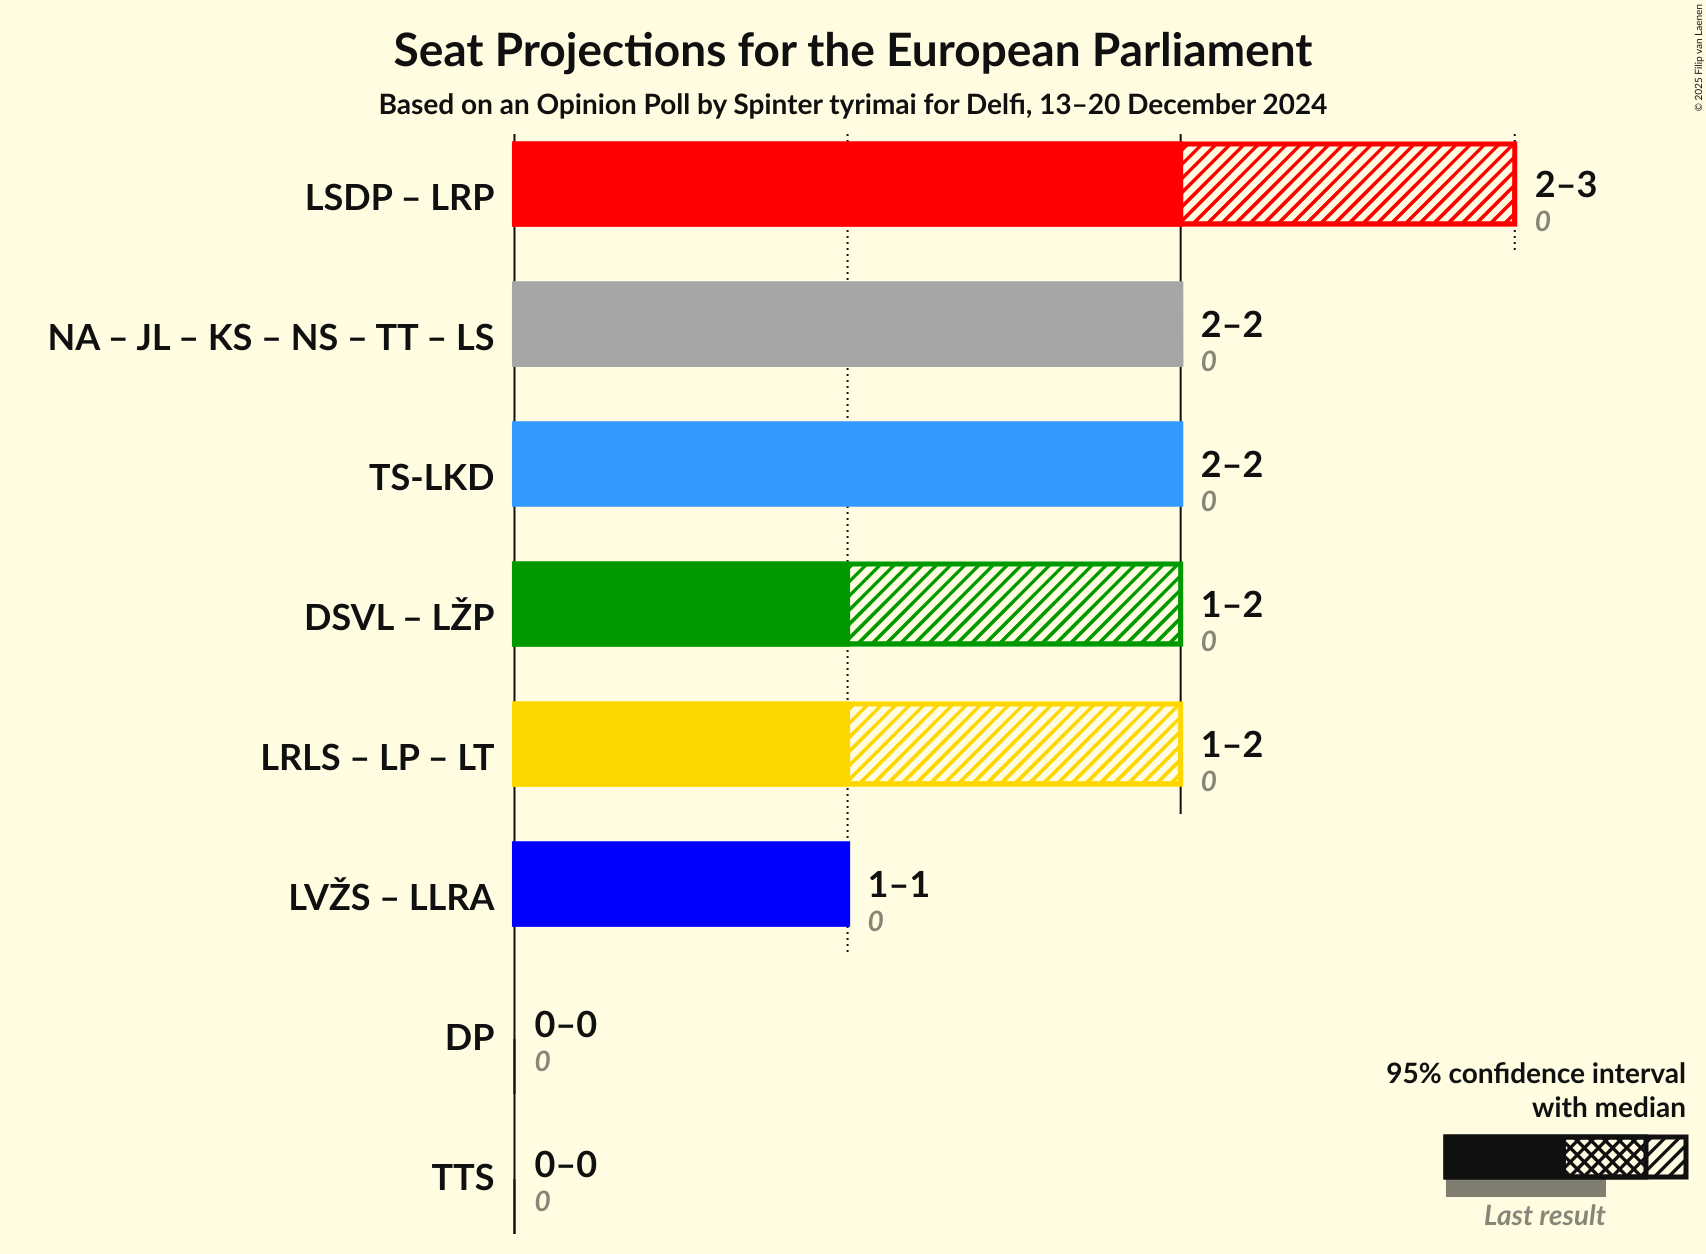 Seat Projections for the European Parliament
Based on an Opinion Poll by Spinter tyrimai for Delfi, 13–20 December 2024
© 2025 Filip van Laenen
LSDP – LRP
2–3
0
NA – JL – KS – NS – TT – LS
2–2
0
TS-LKD
2–2
0
DSVL – LŽP
1–2
0
LRLS – LP – LT
1–2
0
LVŽS – LLRA
1–1
0
DP
0–0
0
TTS
0–0
0
95% confidence interval
with median
Last result